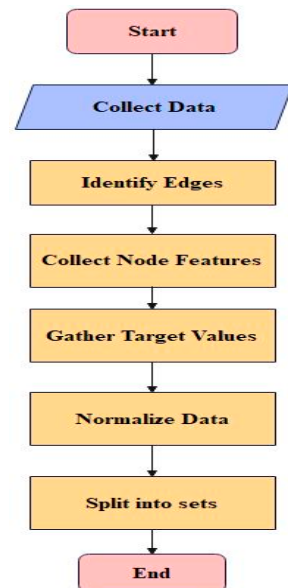 Start
Collect Data
Identify Edges
Collect Node Features
Gather Target Values
Normalize Data
Split into sets
End